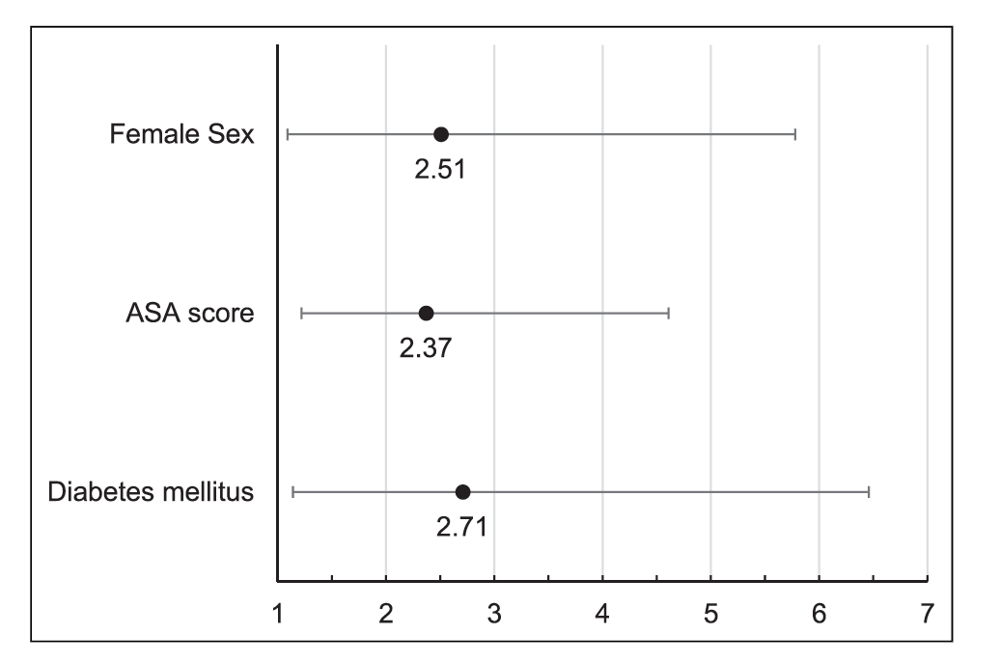 Female Sex
2.51
ASA score
2.37
Diabetes mellitus
2.71
1 2 3 4 5 6 7